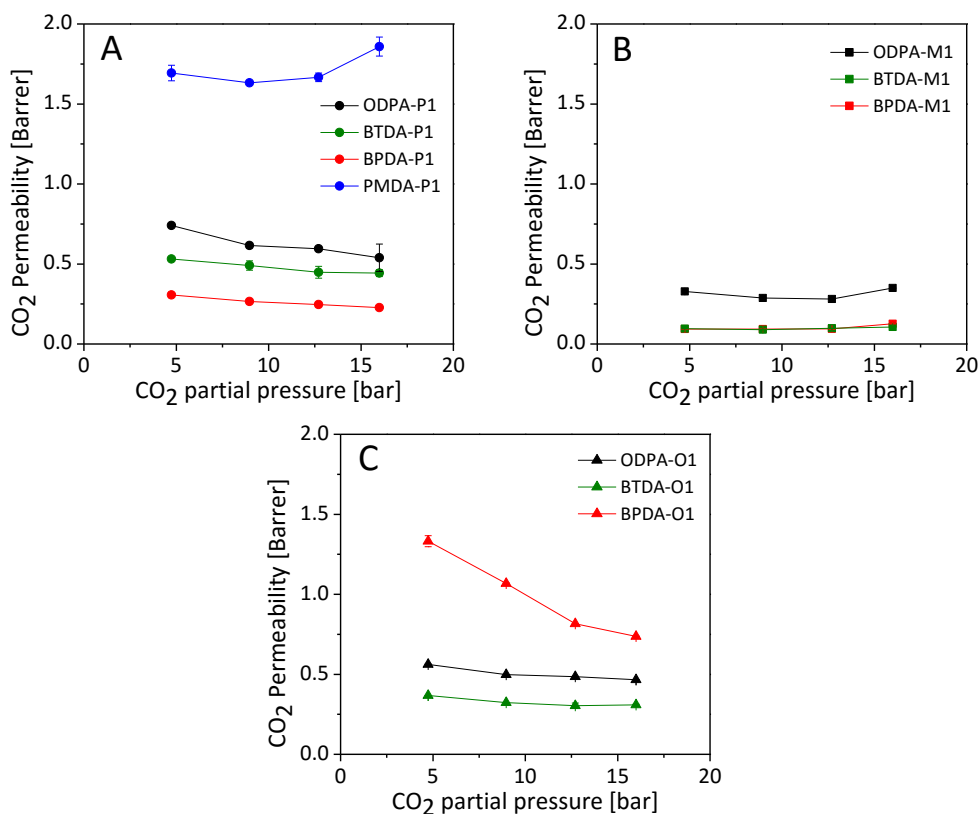 A
2.0
1.5
1.0
0.5
0.0
CO2 Permeability [Barrer]
ODPA-P1
BTDA-P1
BPDA-P1
PMDA-P1
0 5 10 15 20
CO2 partial pressure [bar]
B
2.0
1.5
1.0
0.5
0.0
CO2 Permeability [Barrer]
ODPA-M1
BTDA-M1
BPDA-M1
0 5 10 15 20
CO2 partial pressure [bar]
C
2.0
1.5
1.0
0.5
0.0
CO2 Permeability [Barrer]
ODPA-O1
BTDA-O1
BPDA-O1
0 5 10 15 20
CO2 partial pressure [bar]